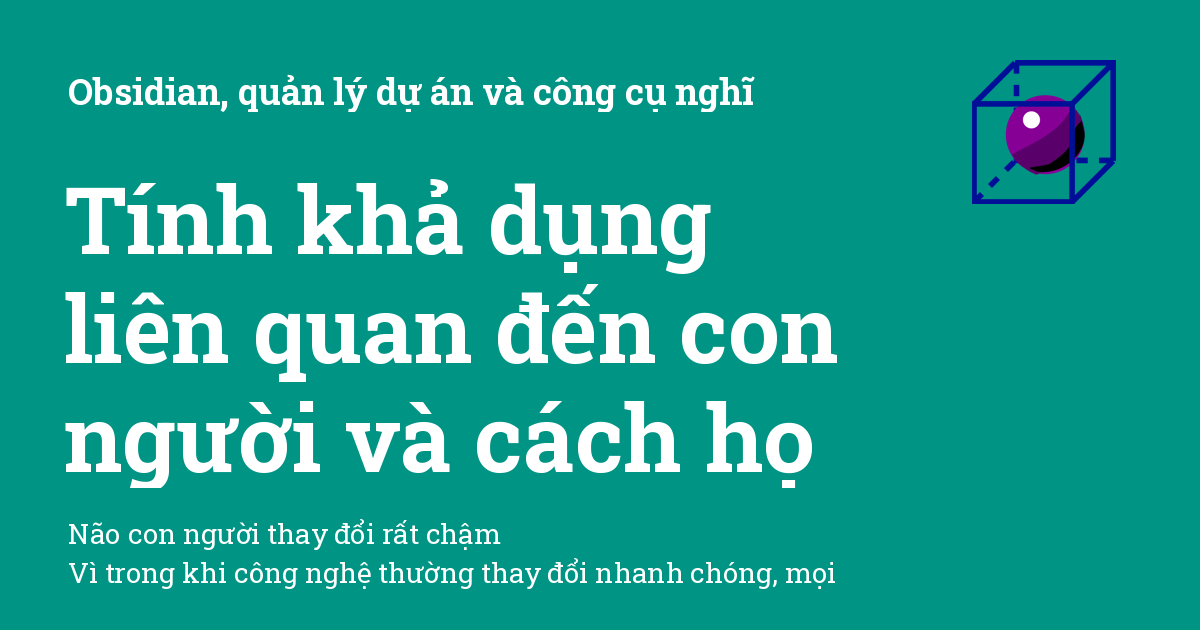 Obsidian, quản lý dự án và công cụ nghĩ
Tính khả dụng
liên quan đến con
người và cách họ
Não con người thay đổi rất chậm
Vì trong khi công nghệ thường thay đổi nhanh chóng, mọi